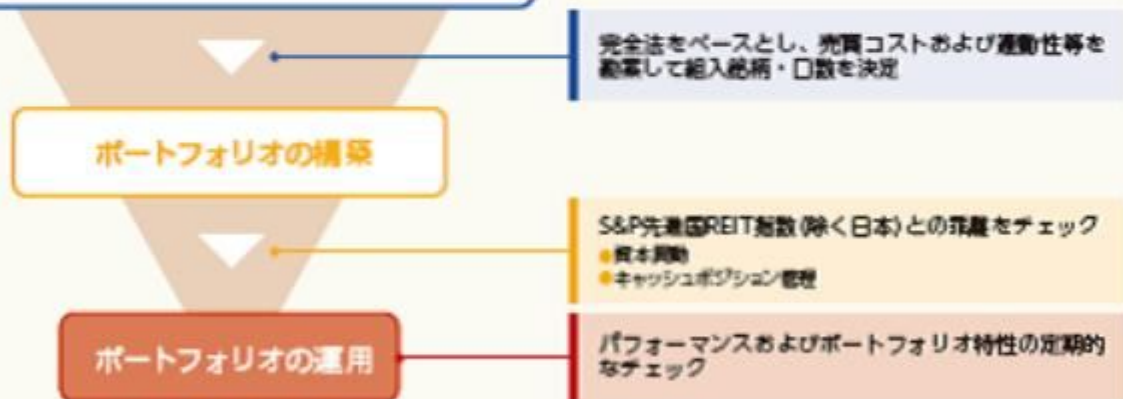 完全法をベースとし、売買コストおよび連動性等を
勘案して組入銘柄・口数を決定
ポートフォリオの構築
S&P先進国REIT指数(除く日本)との乖離をチェック
●資本異動
●キャッシュポジション管理
ポートフォリオの運用
パフォーマンスおよびポートフォリオ特性の定期的
なチェック